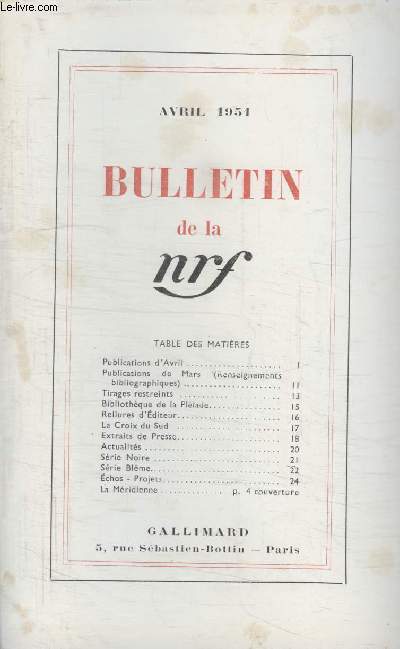 Le-livre.com
AVRIL 1951
BULLETIN
de la
nrf
TABLE DES MATIÈRES
Publications d'Avril ........................ 1
Publications de Mars (Renseignements
bibliographiques) ........................ 11
Tirages restreints .................. 13
Bibliothèque de la Pléiade.................. 15
Reliures d'Éditeur........................ 16
La Croix du Sud ........................ 17
Extraits de Presse........................ 18
Actualités ........................ 20
Série Noire ........................ 21
Série Blême........................ 22
Échos - Projets........................ 24
La Méridienne ............... p. 4 couverture
GALLIMARD
5, rue Sébastien-Bottin — Paris